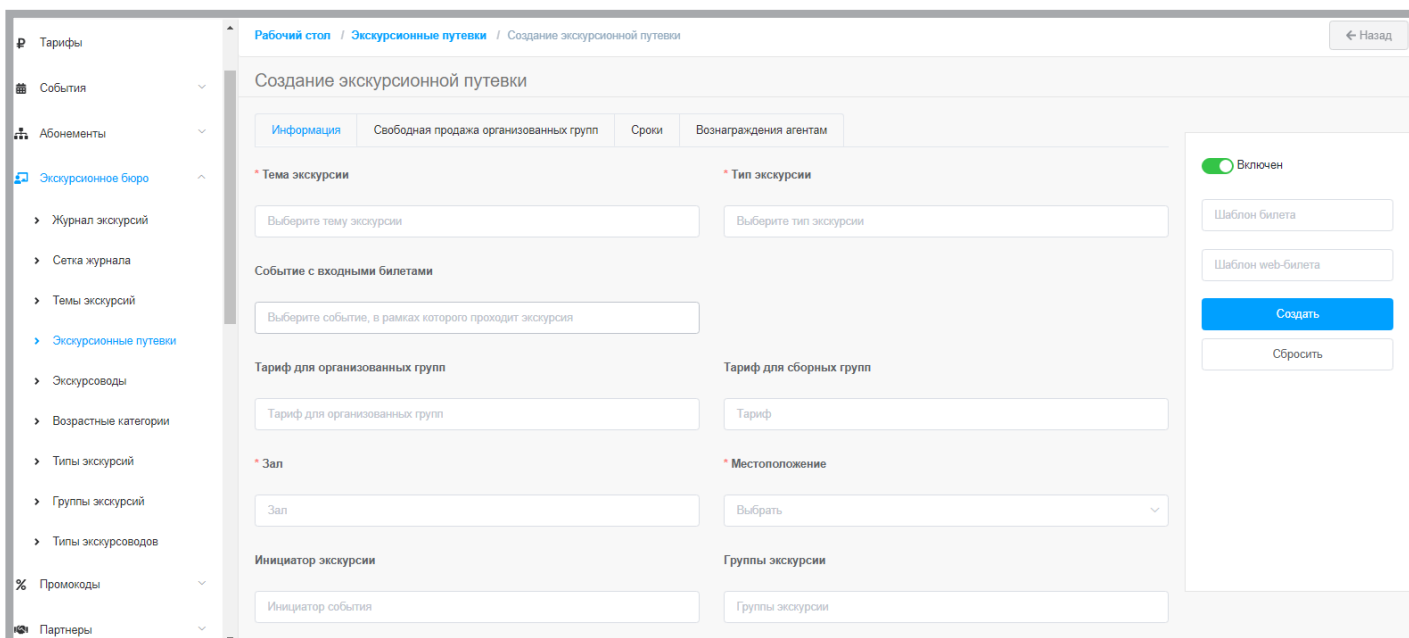 Тарифы
События
Абонементы
Экскурсионное бюро
Журнал экскурсий
Сетка журнала
Темы экскурсий
Экскурсионные путевки
Экскурсоводы
Возрастные категории
Типы экскурсий
Группы экскурсий
Типы экскурсоводов
Промокоды
Партнеры
Рабочий стол / Экскурсионные путевки / Создание экскурсионной путевки
Назад
Создание экскурсионной путевки
Информация Свободная продажа организованных групп Сроки Вознаграждения агентам
* Тема экскурсии * Тип экскурсии
Выберите тему экскурсии Выберите тип экскурсии
Событие с входными билетами
Выберите событие, в рамках которого проходит экскурсия
Тариф для организованных групп Тариф для сборных групп
Тариф для организованных групп Тариф
* Зал * Местоположение
Зал Выбрать
Инициатор экскурсии Группы экскурсии
Инициатор события Группы экскурсии
Включен
Шаблон билета
Шаблон web-билета
Создать
Сбросить